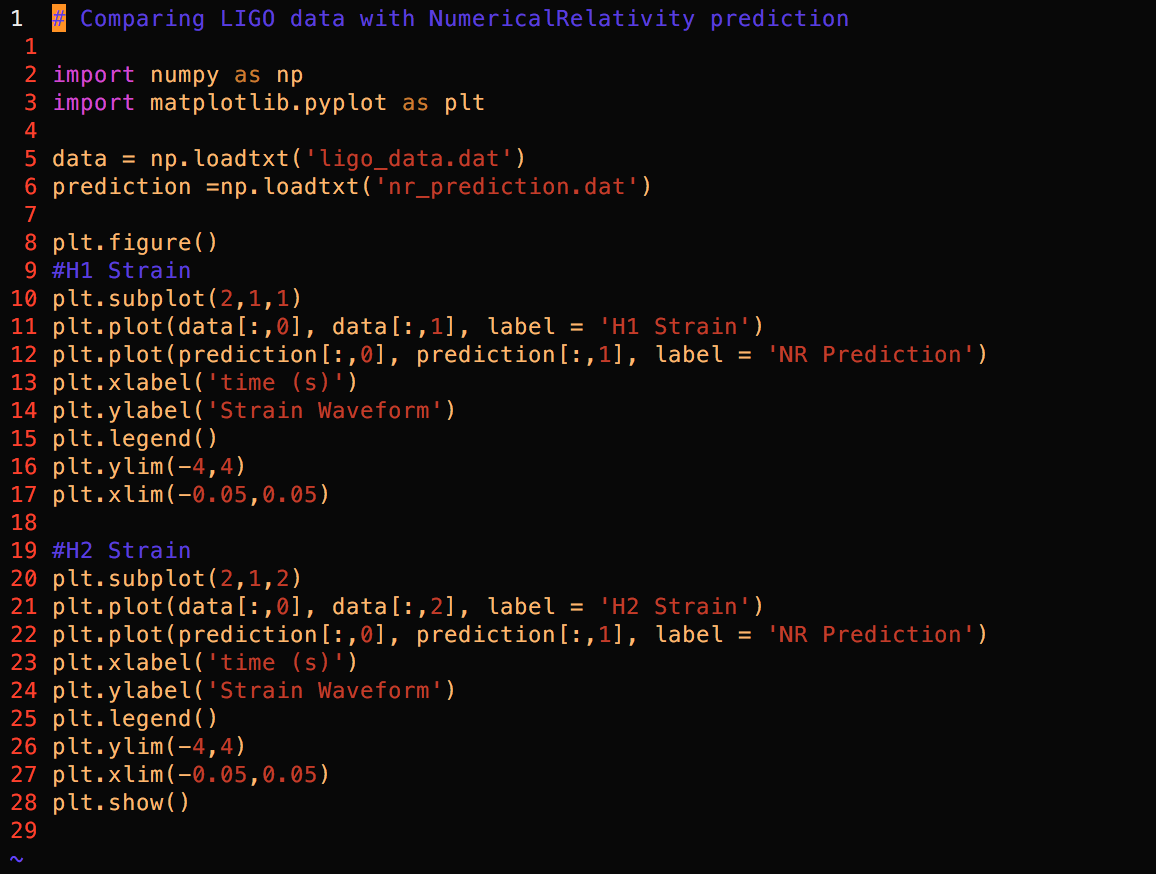 1 # Comparing LIGO data with NumericalRelativity prediction
1
2 import numpy as np
3 import matplotlib.pyplot as plt
4
5 data = np.loadtxt('ligo_data.dat')
6 prediction =np.loadtxt('nr_prediction.dat')
7
8 plt.figure()
9 #H1 Strain
10 plt.subplot(2,1,1)
11 plt.plot(data[:,0], data[:,1], label = 'H1 Strain')
12 plt.plot(prediction[:,0], prediction[:,1], label = 'NR Prediction')
13 plt.xlabel('time (s)')
14 plt.ylabel('Strain Waveform')
15 plt.legend()
16 plt.ylim(-4,4)
17 plt.xlim(-0.05,0.05)
18
19 #H2 Strain
20 plt.subplot(2,1,2)
21 plt.plot(data[:,0], data[:,2], label = 'H2 Strain')
22 plt.plot(prediction[:,0], prediction[:,1], label = 'NR Prediction')
23 plt.xlabel('time (s)')
24 plt.ylabel('Strain Waveform')
25 plt.legend()
26 plt.ylim(-4,4)
27 plt.xlim(-0.05,0.05)
28 plt.show()
29
~